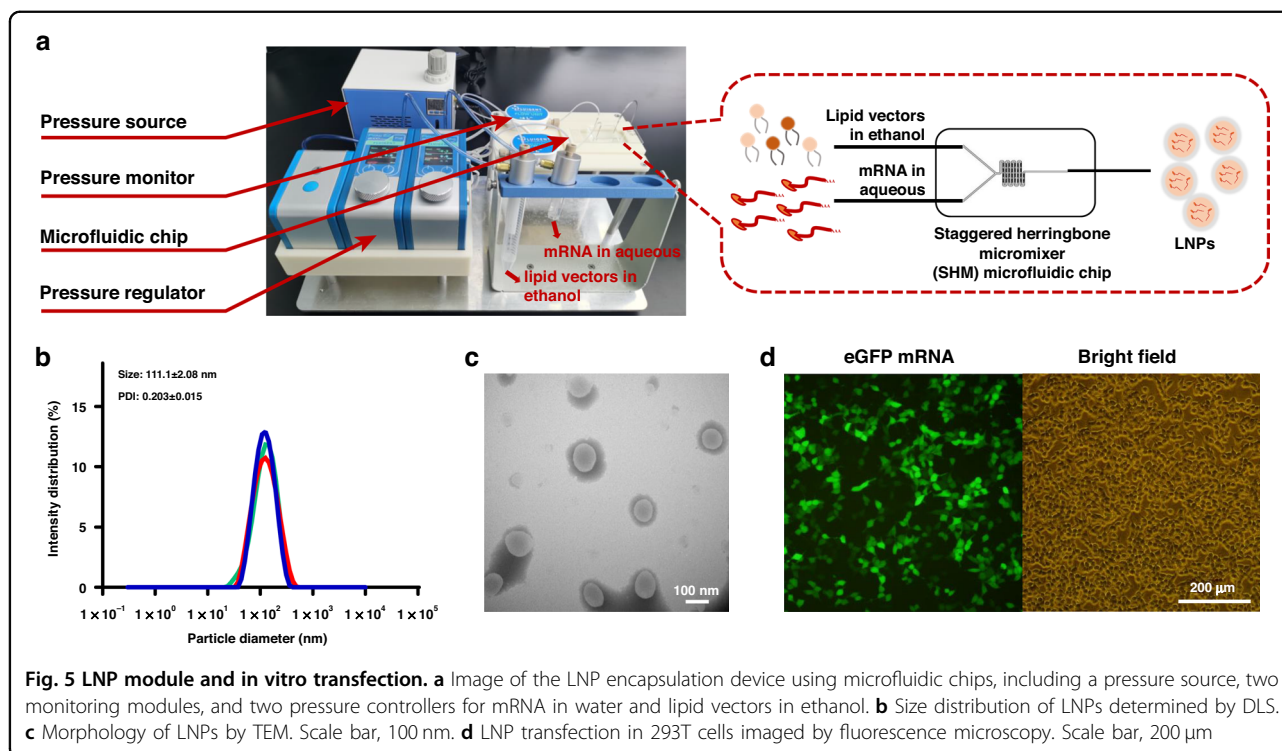 a
Pressure source
Pressure monitor
Microfluidic chip
Pressure regulator
mRNA in aqueous
lipid vectors in
ethanol
Lipid vectors
in ethanol
mRNA in
aqueous
Staggered herringbone
micromixer
(SHM) microfluidic chip
LNPs
b
Size: 111.1±2.08 nm
PDI: 0.203±0.015
Intensity distribution (%)
15
10
5
0
1 × 10⁻¹ 1 × 10⁰ 1 × 10¹ 1 × 10² 1 × 10³ 1 × 10⁴ 1 × 10⁵
Particle diameter (nm)
c
100 nm
d
eGFP mRNA Bright field
200 μm
Fig. 5 LNP module and in vitro transfection. a Image of the LNP encapsulation device using microfluidic chips, including a pressure source, two
monitoring modules, and two pressure controllers for mRNA in water and lipid vectors in ethanol. b Size distribution of LNPs determined by DLS.
c Morphology of LNPs by TEM. Scale bar, 100 nm. d LNP transfection in 293T cells imaged by fluorescence microscopy. Scale bar, 200 μm